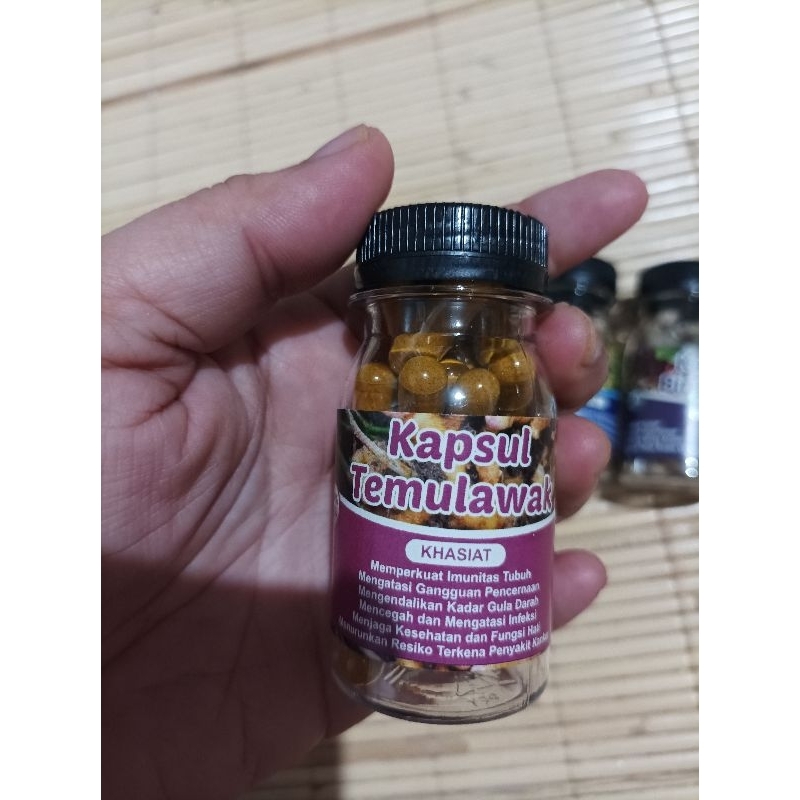 Kapsul
Temulawak
KHASIAT
Memperkuat Imunitas Tubuh
Mengatasi Gangguan Pencernaan
Mengendalikan Kadar Gula Darah
Mencegah dan Mengatasi Infeksi
Menjaga Kesehatan dan Fungsi Hati
Menurunkan Resiko Terkena Penyakit